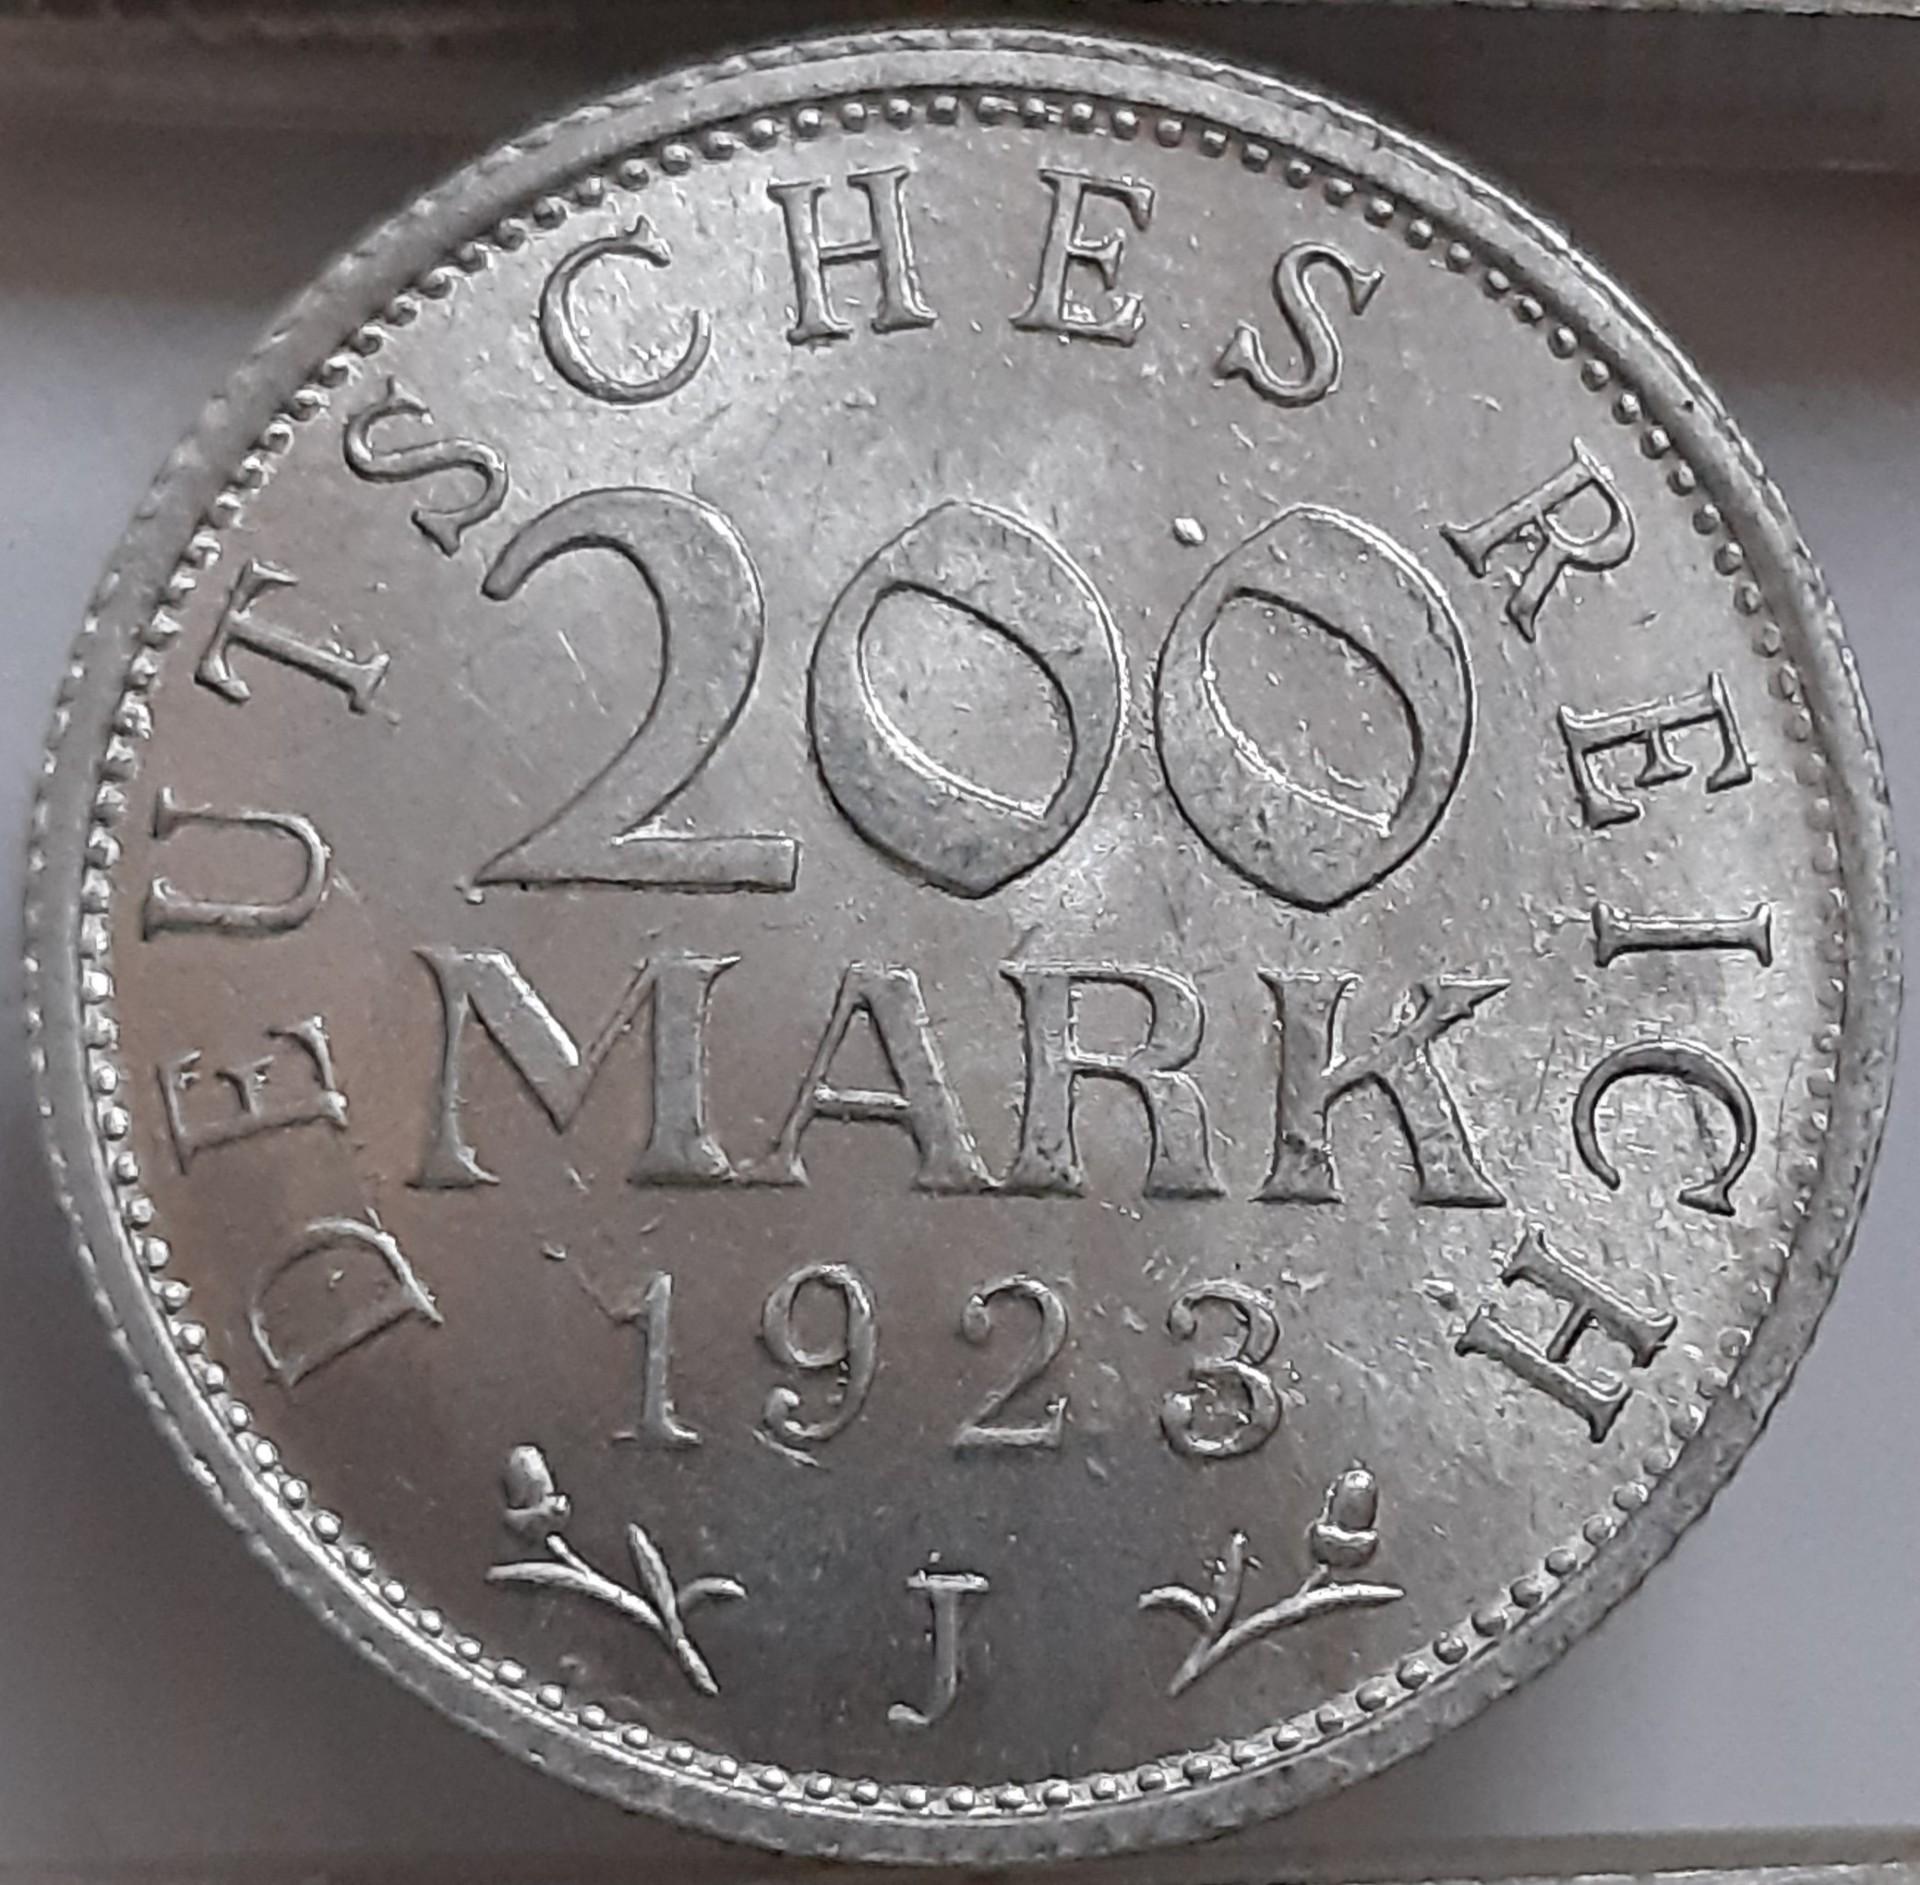 DEUTSCHES REICH
200
MARK
1923
J